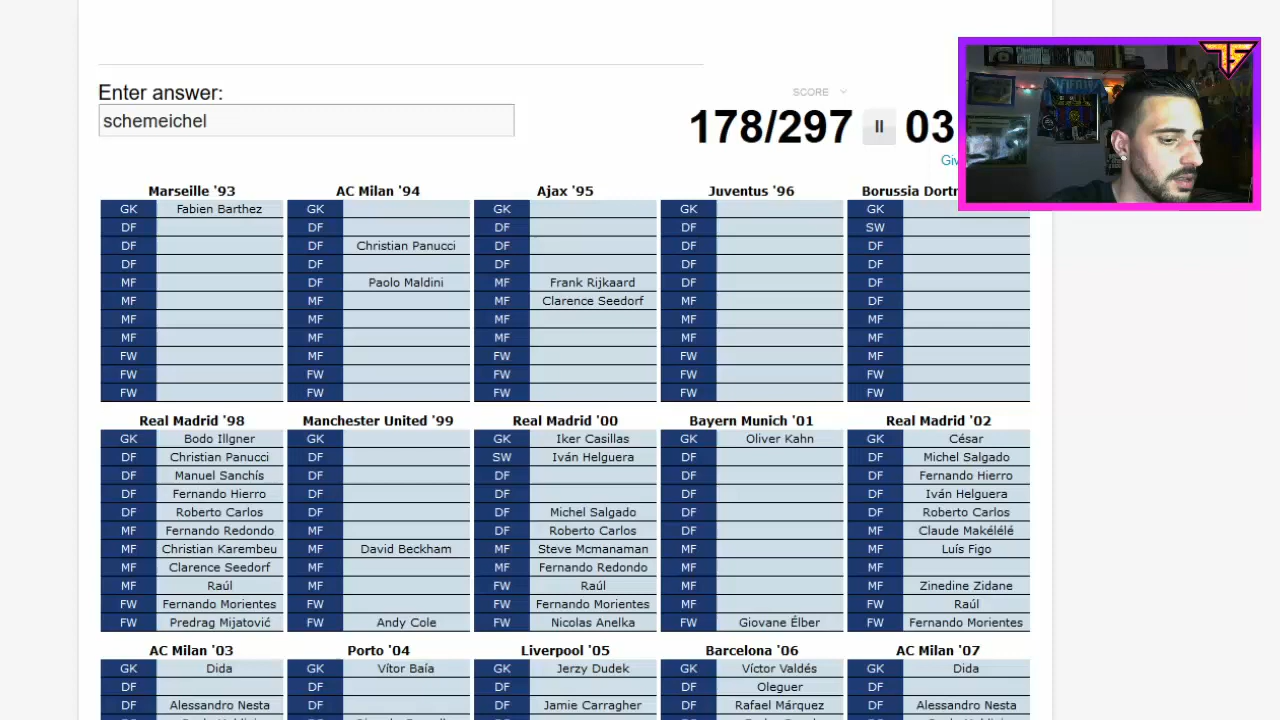 Enter answer:
schemeichel
SCORE
178/297
03
Marseille '93
GK Fabien Barthez
DF
DF
DF
MF
MF
MF
MF
FW
FW
FW
AC Milan '94
GK
DF
DF Christian Panucci
DF
DF Paolo Maldini
MF
MF
MF
MF
FW
FW
Ajax '95
GK
DF
DF
DF
MF Frank Rijkaard
MF Clarence Seedorf
MF
MF
FW
FW
FW
Juventus '96
GK
DF
DF
DF
DF
MF
MF
MF
FW
FW
FW
Borussia Dortm
GK
SW
DF
DF
DF
DF
MF
MF
MF
FW
FW
Real Madrid '98
GK Bodo Illgner
DF Christian Panucci
DF Manuel Sanchís
DF Fernando Hierro
DF Roberto Carlos
MF Fernando Redondo
MF Christian Karembeu
MF Clarence Seedorf
MF Raúl
FW Fernando Morientes
FW Predrag Mijatović
Manchester United '99
GK
DF
DF
DF
DF
MF
MF David Beckham
MF
MF
FW
FW Andy Cole
Real Madrid '00
GK Iker Casillas
SW Iván Helguera
DF
DF
DF Michel Salgado
DF Roberto Carlos
MF Steve Mcmanaman
MF Fernando Redondo
FW Raúl
FW Fernando Morientes
FW Nicolas Anelka
Bayern Munich '01
GK Oliver Kahn
DF
DF
DF
DF
MF
MF
MF
MF
MF
FW Giovane Élber
Real Madrid '02
GK César
DF Michel Salgado
DF Fernando Hierro
DF Iván Helguera
DF Roberto Carlos
MF Claude Makélélé
MF Luís Figo
MF
MF Zinedine Zidane
FW Raúl
FW Fernando Morientes
AC Milan '03
GK Dida
DF
DF Alessandro Nesta
Porto '04
GK Vítor Baía
DF
DF
Liverpool '05
GK Jerzy Dudek
DF
DF Jamie Carragher
Barcelona '06
GK Víctor Valdés
DF Oleguer
DF Rafael Márquez
AC Milan '07
GK Dida
DF
DF Alessandro Nesta